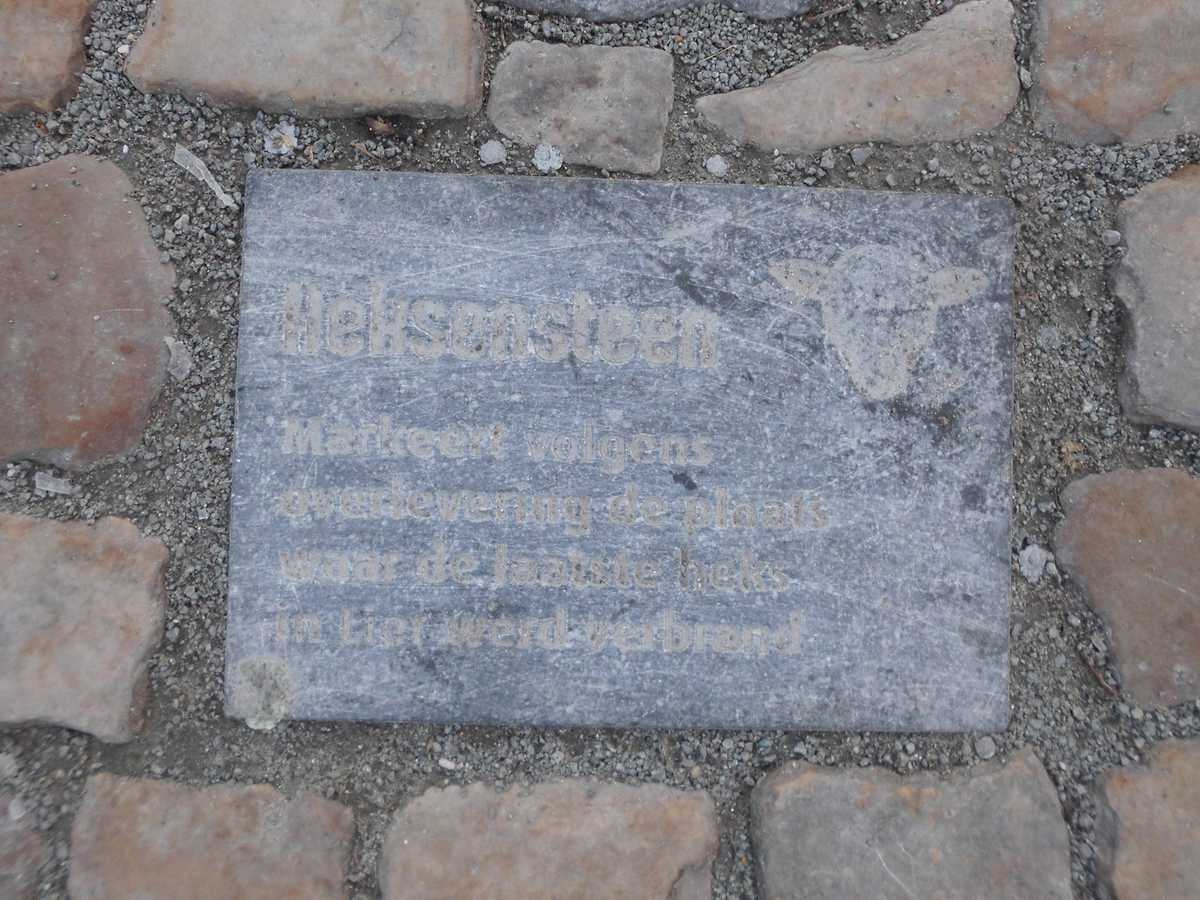 Heksensteen
Markeert volgens
overlevering de plaats
waar de laatste heks
in Lier werd verbrand